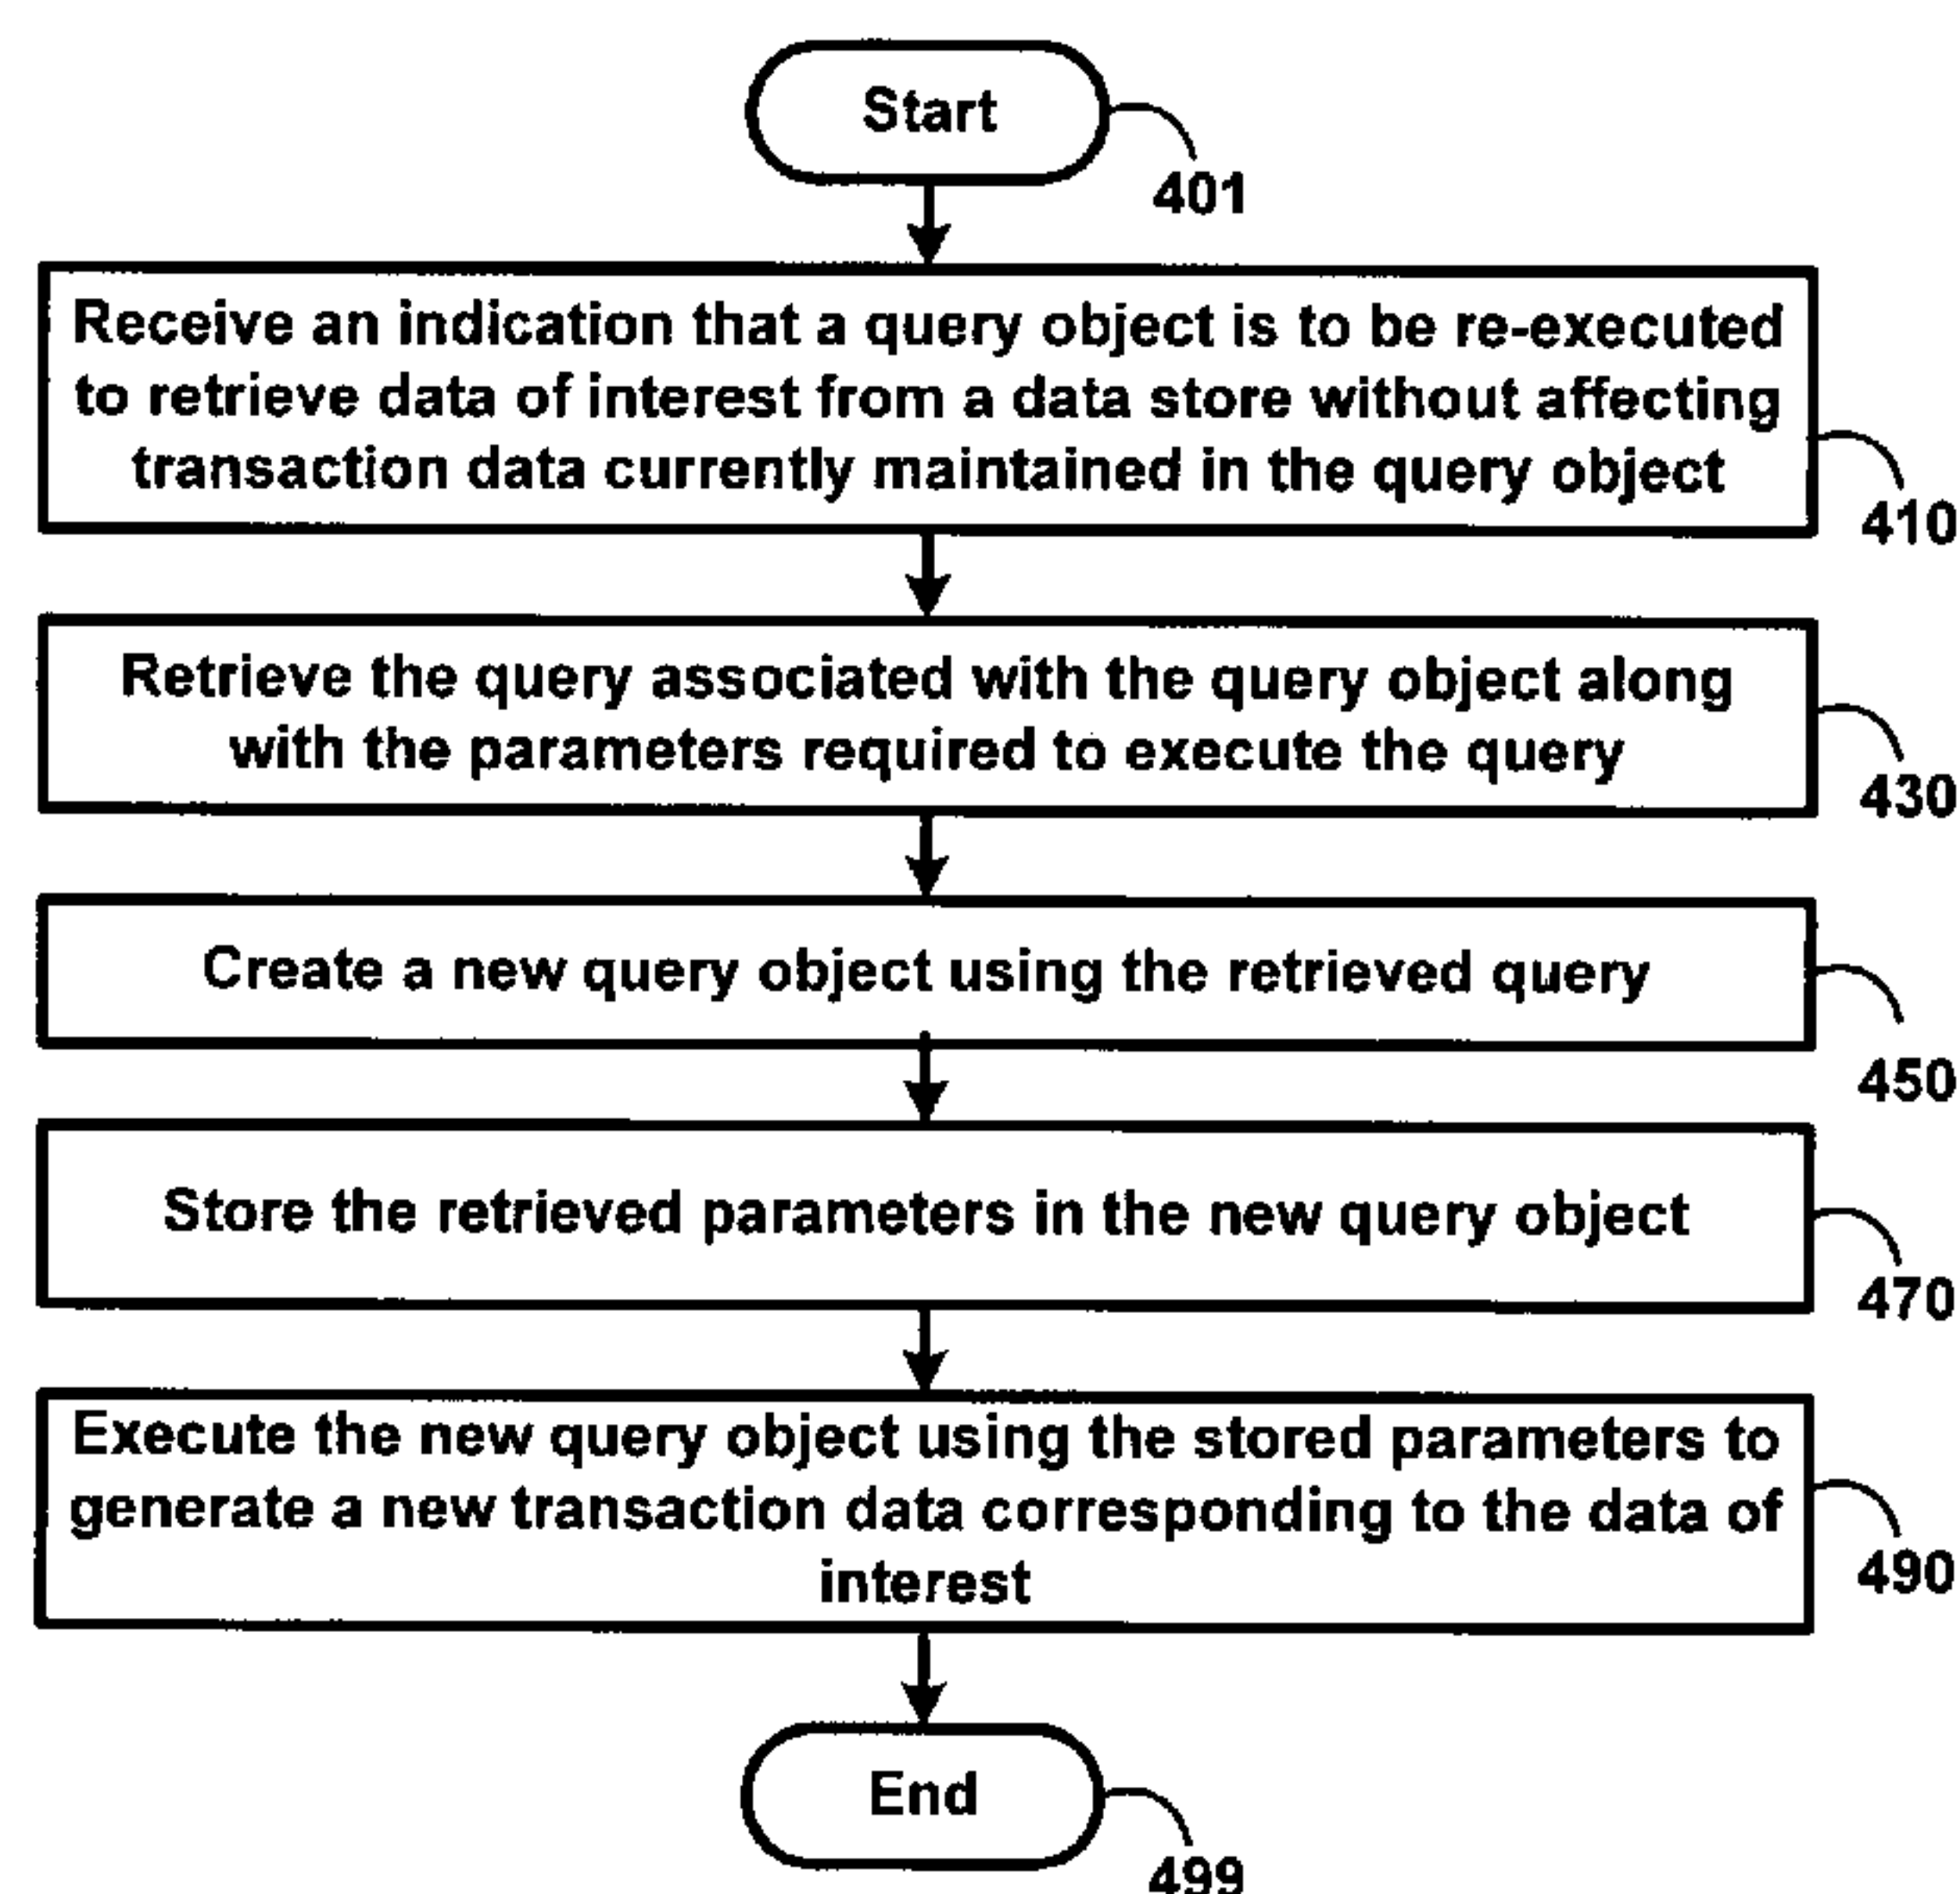 Start
401
Receive an indication that a query object is to be re-executed
to retrieve data of interest from a data store without affecting
transaction data currently maintained in the query object
410
Retrieve the query associated with the query object along
with the parameters required to execute the query
430
Create a new query object using the retrieved query
450
Store the retrieved parameters in the new query object
470
Execute the new query object using the stored parameters to
generate a new transaction data corresponding to the data of
interest
490
End
499